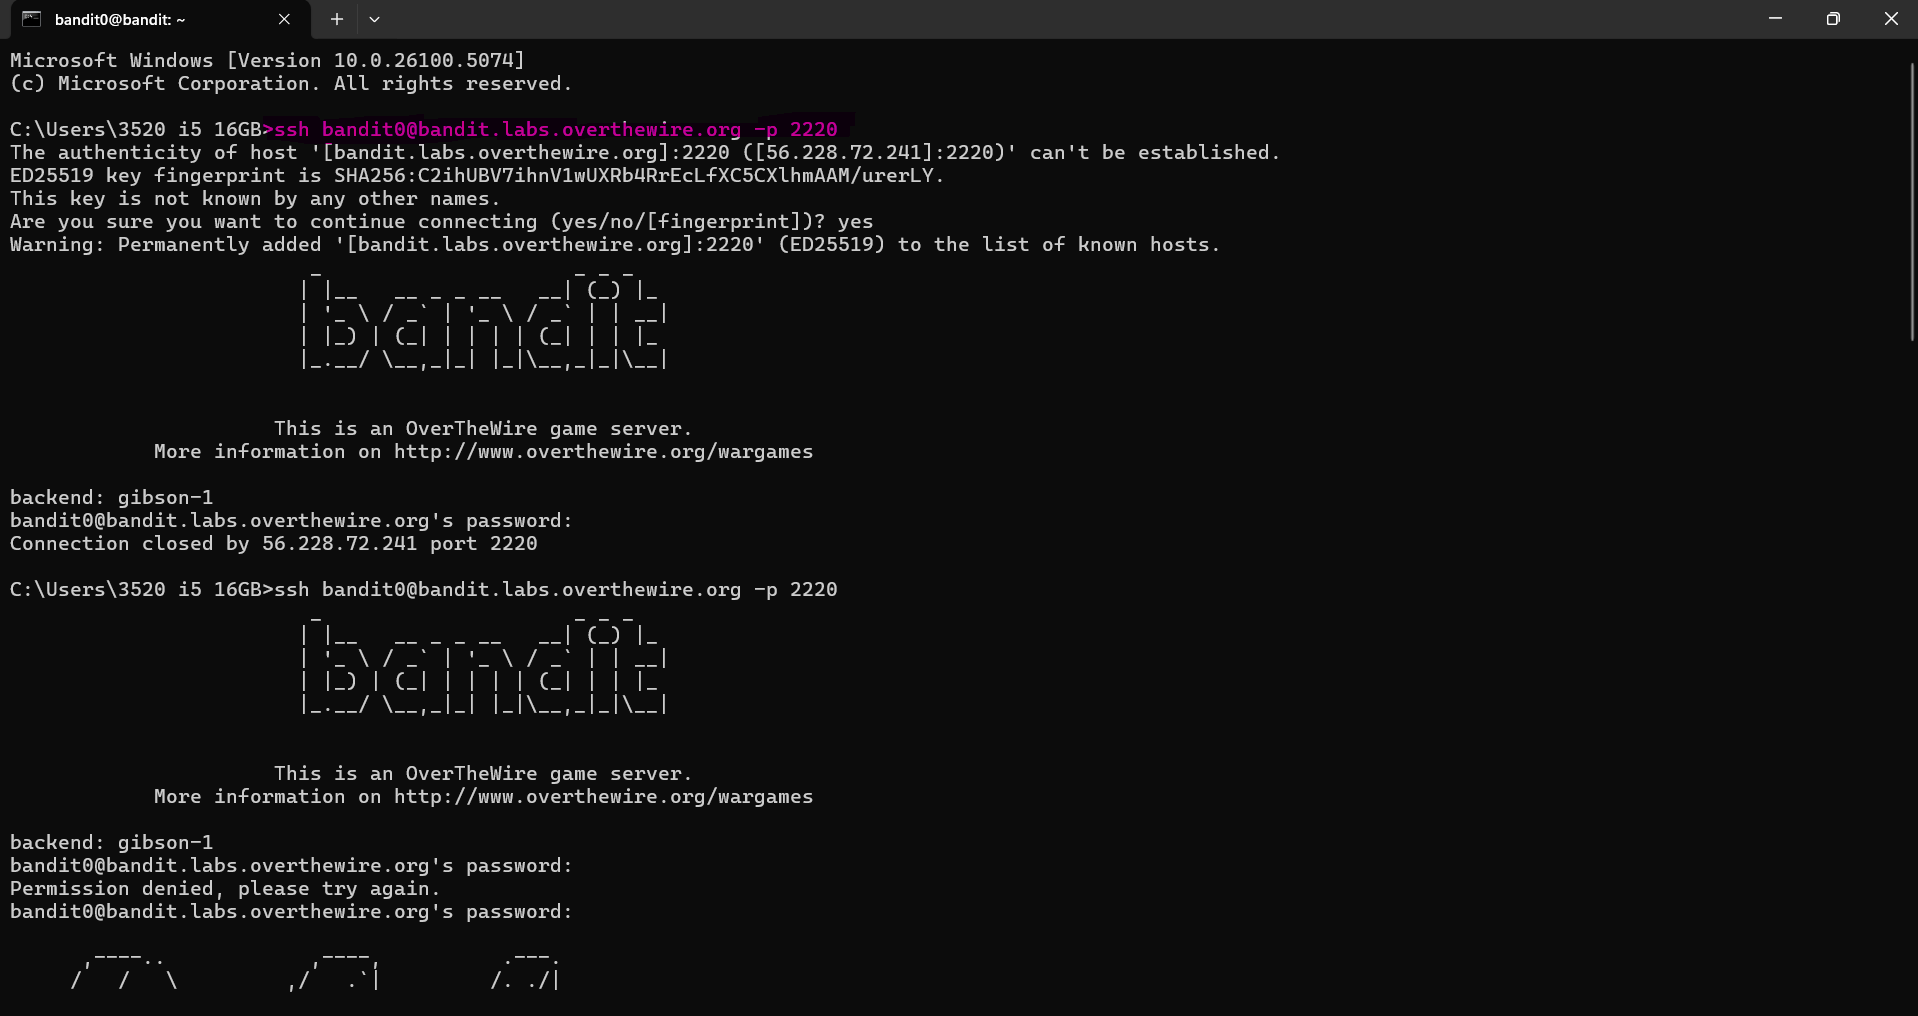 bandit0@bandit: ~
Microsoft Windows [Version 10.0.26100.5074]
(c) Microsoft Corporation. All rights reserved.
C:\Users\3520 i5 16GB>ssh bandit0@bandit.labs.overthewire.org -p 2220
The authenticity of host '[bandit.labs.overthewire.org]:2220 ([56.228.72.241]:2220)' can't be established.
ED25519 key fingerprint is SHA256:C2ihUBV7ihnV1wUXRb4RrEcLfXC5CXlhmAAM/urerLY.
This key is not known by any other names.
Are you sure you want to continue connecting (yes/no/[fingerprint])? yes
Warning: Permanently added '[bandit.labs.overthewire.org]:2220' (ED25519) to the list of known hosts.
bandit
This is an OverTheWire game server.
More information on http://www.overthewire.org/wargames
backend: gibson-1
bandit0@bandit.labs.overthewire.org's password:
Connection closed by 56.228.72.241 port 2220
C:\Users\3520 i5 16GB>ssh bandit0@bandit.labs.overthewire.org -p 2220
bandit
This is an OverTheWire game server.
More information on http://www.overthewire.org/wargames
backend: gibson-1
bandit0@bandit.labs.overthewire.org's password:
Permission denied, please try again.
bandit0@bandit.labs.overthewire.org's password: